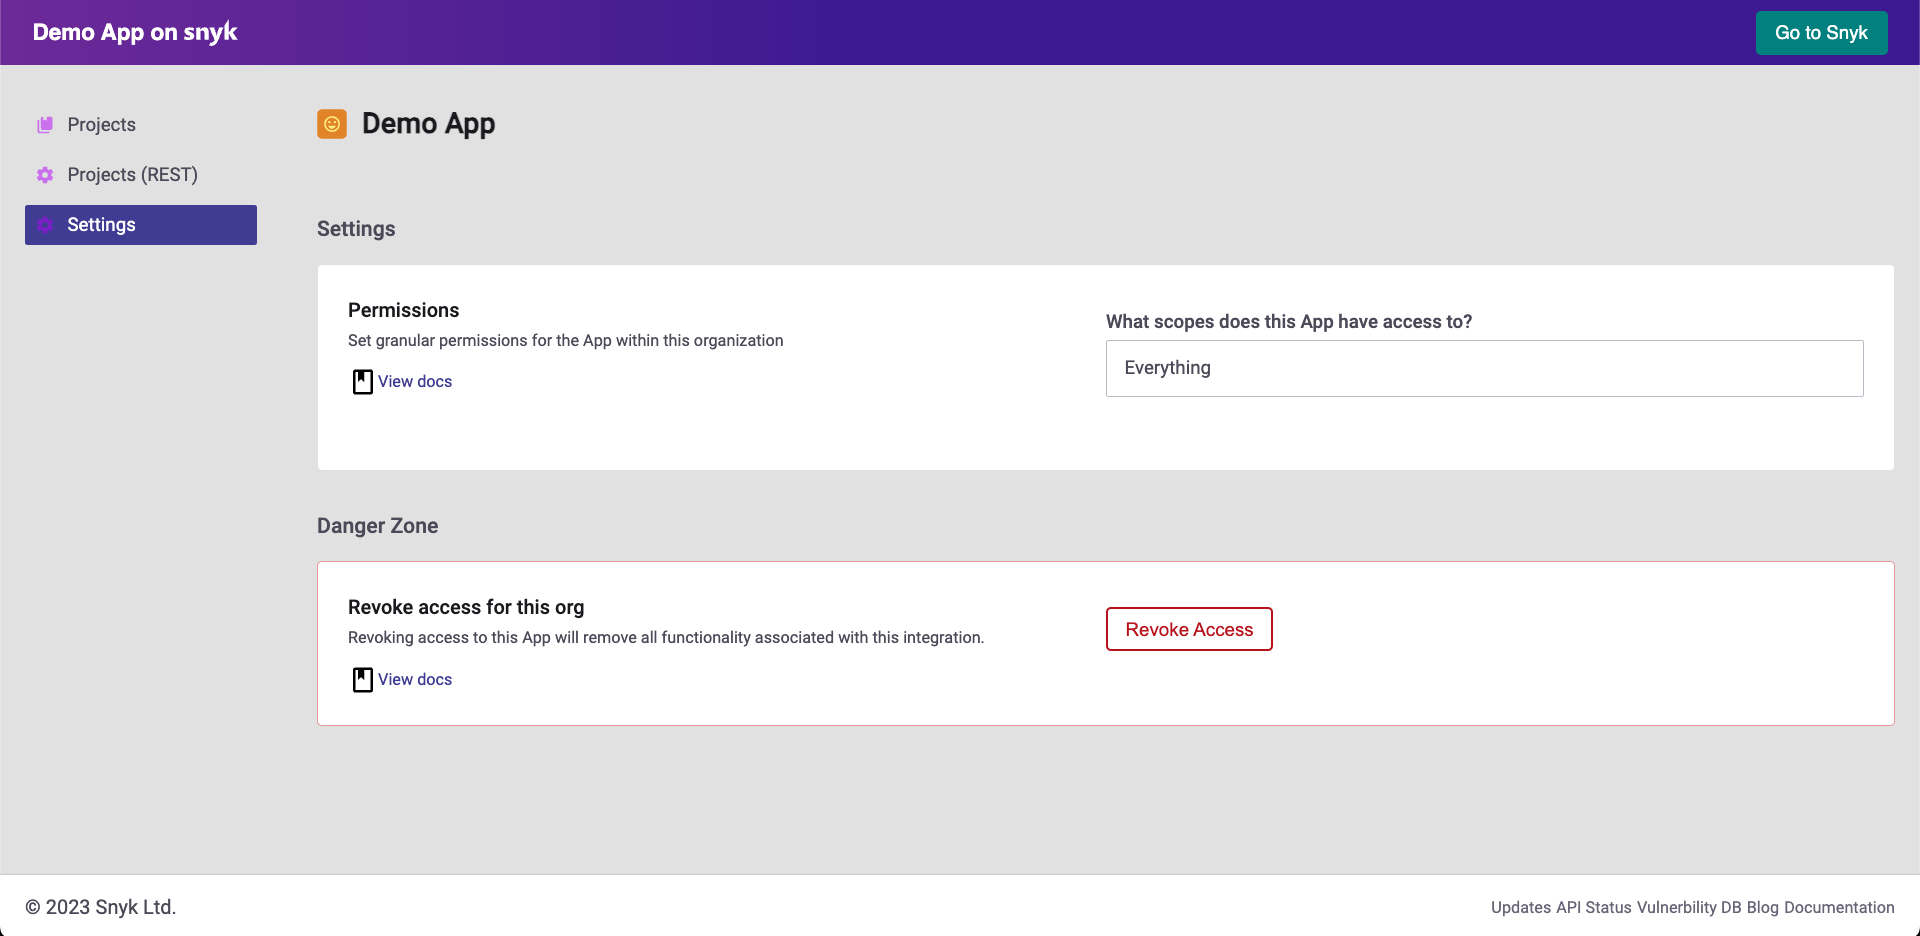 Demo App on snyk
Go to Snyk
Projects
Projects (REST)
Settings
Demo App
Settings
Permissions
Set granular permissions for the App within this organization
View docs
What scopes does this App have access to?
Everything
Danger Zone
Revoke access for this org
Revoking access to this App will remove all functionality associated with this integration.
View docs
Revoke Access
© 2023 Snyk Ltd.
Updates API Status Vulnerbility DB Blog Documentation